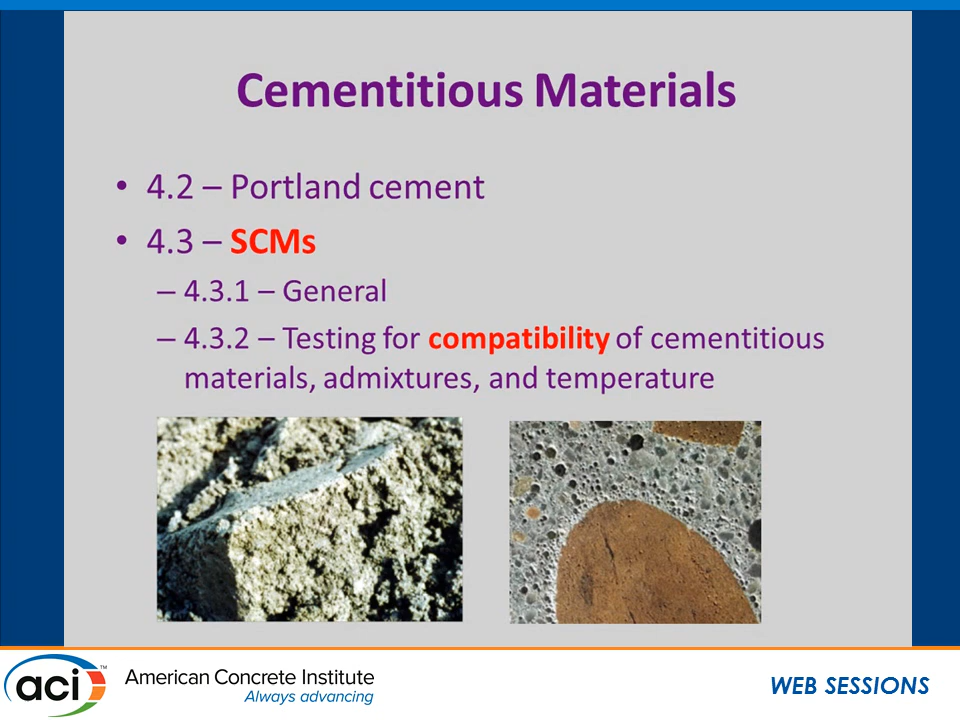 Cementitious Materials
• 4.2 – Portland cement
• 4.3 – SCMs
– 4.3.1 – General
– 4.3.2 – Testing for compatibility of cementitious
materials, admixtures, and temperature
aci™
American Concrete Institute
Always advancing
WEB SESSIONS